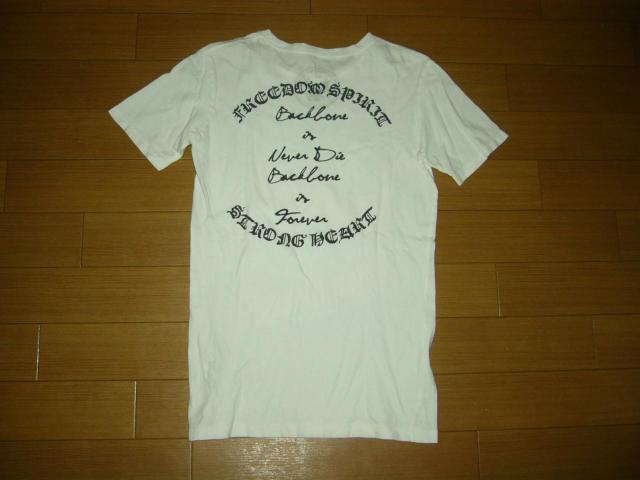 FREEDOM SPIRIT
Backbone
is
Never Die
Backbone
is
Forever
STRONG HEART